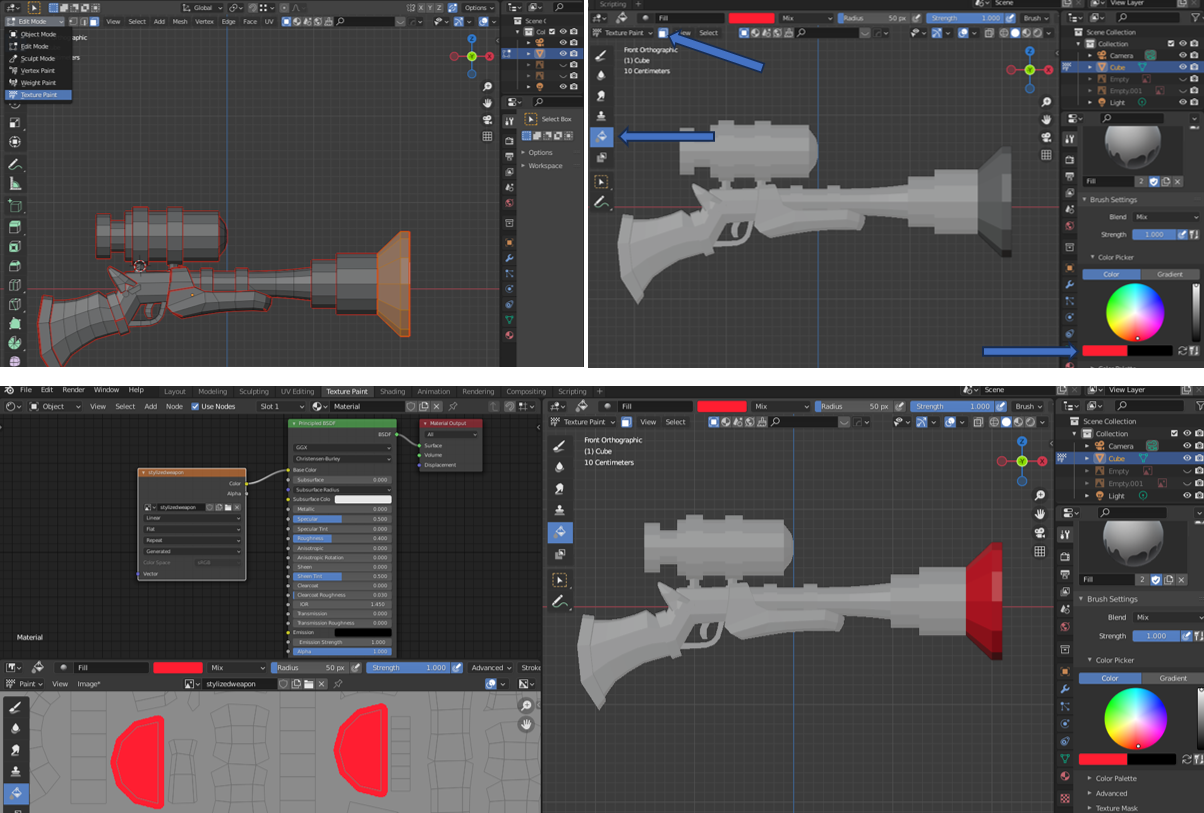 Global
Options
Edit Mode
View
Select
Add
Mesh
Vertex
Edge
Face
UV
Object Mode
Edit Mode
Sculpt Mode
Vertex Paint
Weight Paint
Texture Paint
Z
Y
X
Select Box
Options
Workspace
Scripting
+
Scene
View Layer
Fill
Mix
Radius 50 px
Strength 1.000
Brush
Texture Paint
View
Select
Front Orthographic
(1) Cube
10 Centimeters
Scene Collection
Collection
Camera
Cube
Empty
Empty.001
Light
Fill 2
Brush Settings
Blend Mix
Strength 1.000
Color Picker
Color Gradient
File Edit Render Window Help
Layout Modeling Sculpting UV Editing Texture Paint Shading Animation Rendering Compositing Scripting +
Scene
View Layer
Object View Select Add Node Use Nodes Slot 1 Material
Principled BSDF
BSDF
GGX
Christensen-Burley
Base Color
Subsurface 0.000
Subsurface Radius
Subsurface Colo
Metallic 0.000
Specular 0.500
Specular Tint 0.000
Roughness 0.400
Anisotropic 0.000
Anisotropic Rotation 0.000
Sheen 0.000
Sheen Tint 0.500
Clearcoat 0.000
Clearcoat Roughness 0.030
IOR 1.450
Transmission 0.000
Transmission Roughness 0.000
Emission
Emission Strength 1.000
Alpha 1.000
Material Output
All
Surface
Volume
Displacement
stylizedweapon
Color
Alpha
stylizedweapon
Linear
Flat
Repeat
Generated
Color Space sRGB
Vector
Material
Fill Mix Radius 50 px Strength 1.000 Advanced Stroke
Paint View Image* stylizedweapon
Fill Mix Radius 50 px Strength 1.000 Brush
Texture Paint View Select
Front Orthographic
(1) Cube
10 Centimeters
Scene Collection
Collection
Camera
Cube
Empty
Empty.001
Light
Fill 2
Brush Settings
Blend Mix
Strength 1.000
Color Picker
Color Gradient
Color Palette
Advanced
Texture Mask